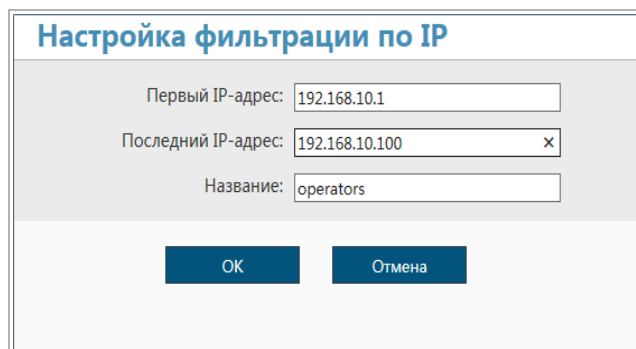 Настройка фильтрации по IP
Первый IP-адрес: 192.168.10.1
Последний IP-адрес: 192.168.10.100 ×
Название: operators
OK Отмена